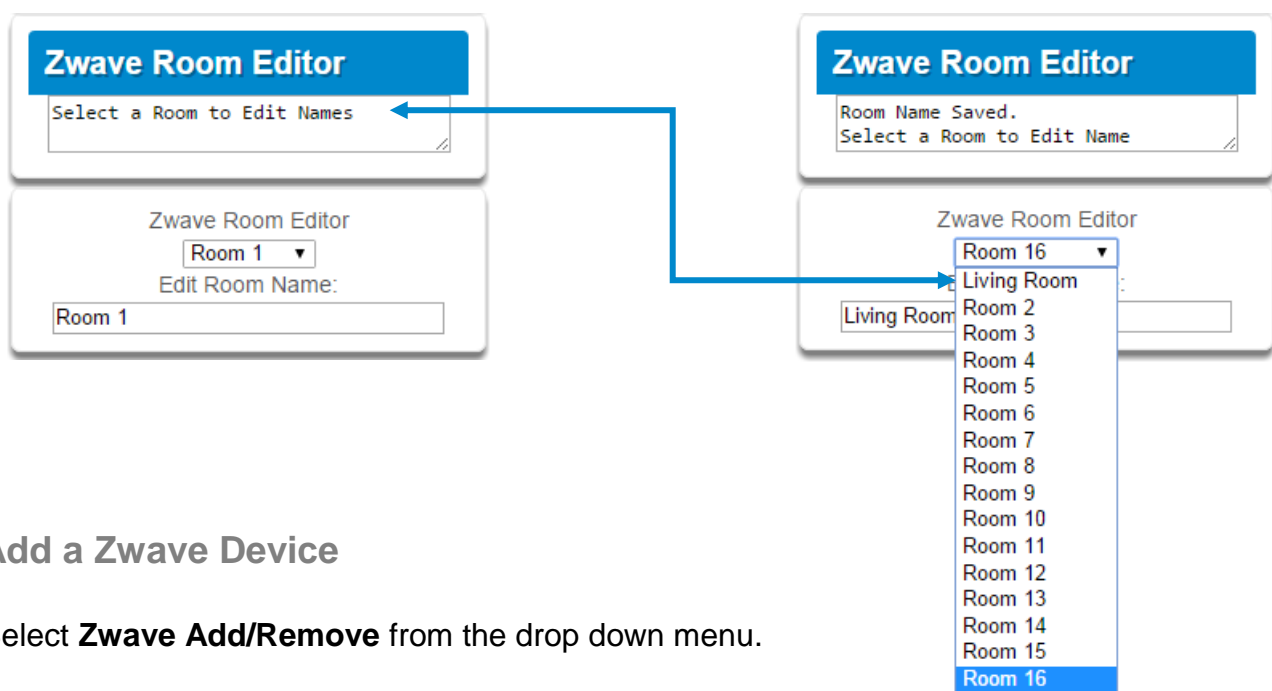 Zwave Room Editor
Select a Room to Edit Names
Zwave Room Editor
Room 1
Edit Room Name:
Room 1
Zwave Room Editor
Room Name Saved.
Select a Room to Edit Name
Zwave Room Editor
Room 16
Living Room
Living Room
Room 2
Room 3
Room 4
Room 5
Room 6
Room 7
Room 8
Room 9
Room 10
Room 11
Room 12
Room 13
Room 14
Room 15
Room 16
Add a Zwave Device
elect Zwave Add/Remove from the drop down menu.